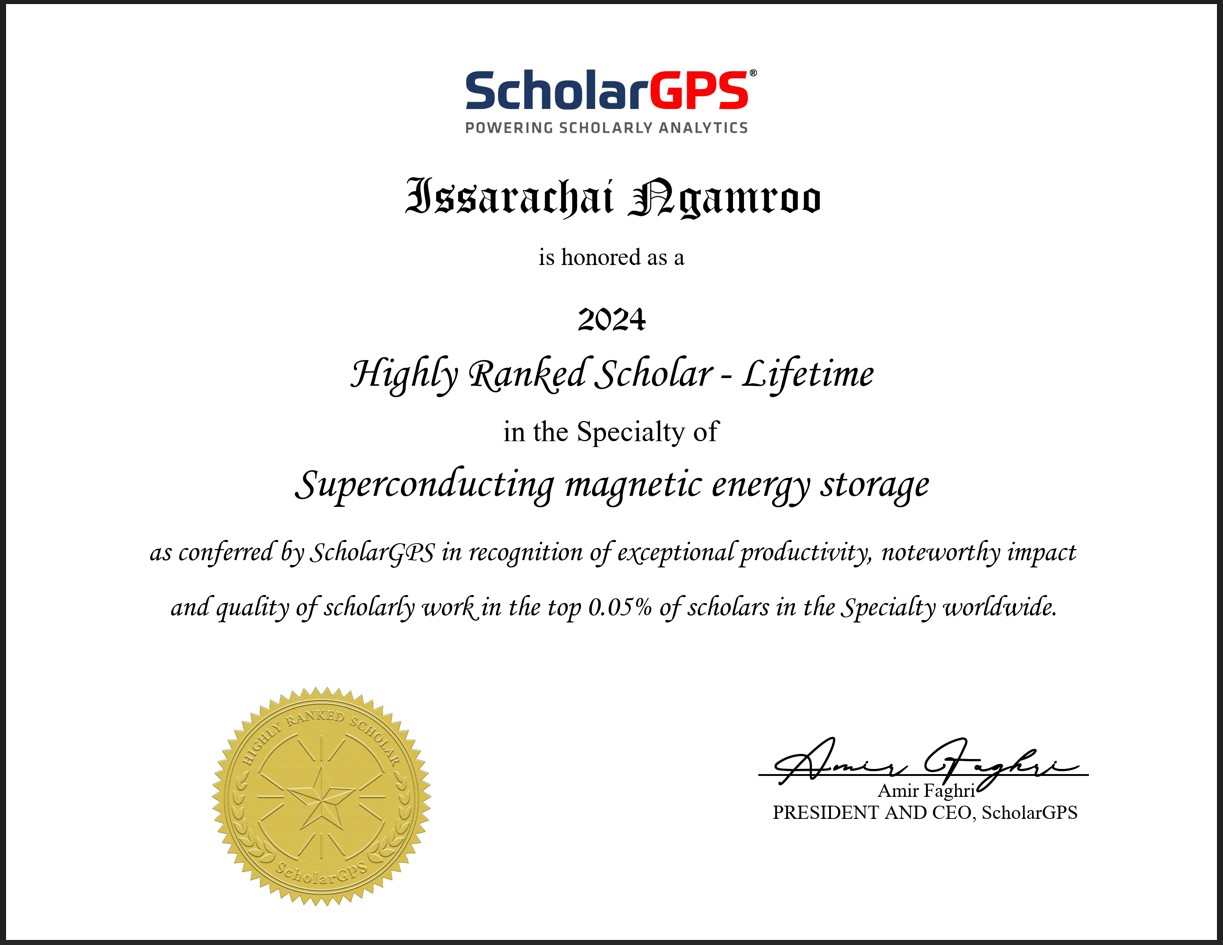 ScholarGPS®
POWERING SCHOLARLY ANALYTICS
Issarachai Ngamroo
is honored as a
2024
Highly Ranked Scholar - Lifetime
in the Specialty of
Superconducting magnetic energy storage
as conferred by ScholarGPS in recognition of exceptional productivity, noteworthy impact
and quality of scholarly work in the top 0.05% of scholars in the Specialty worldwide.
HIGHLY RANKED SCHOLAR
ScholarGPS
Amir Faghri
Amir Faghri
PRESIDENT AND CEO, ScholarGPS